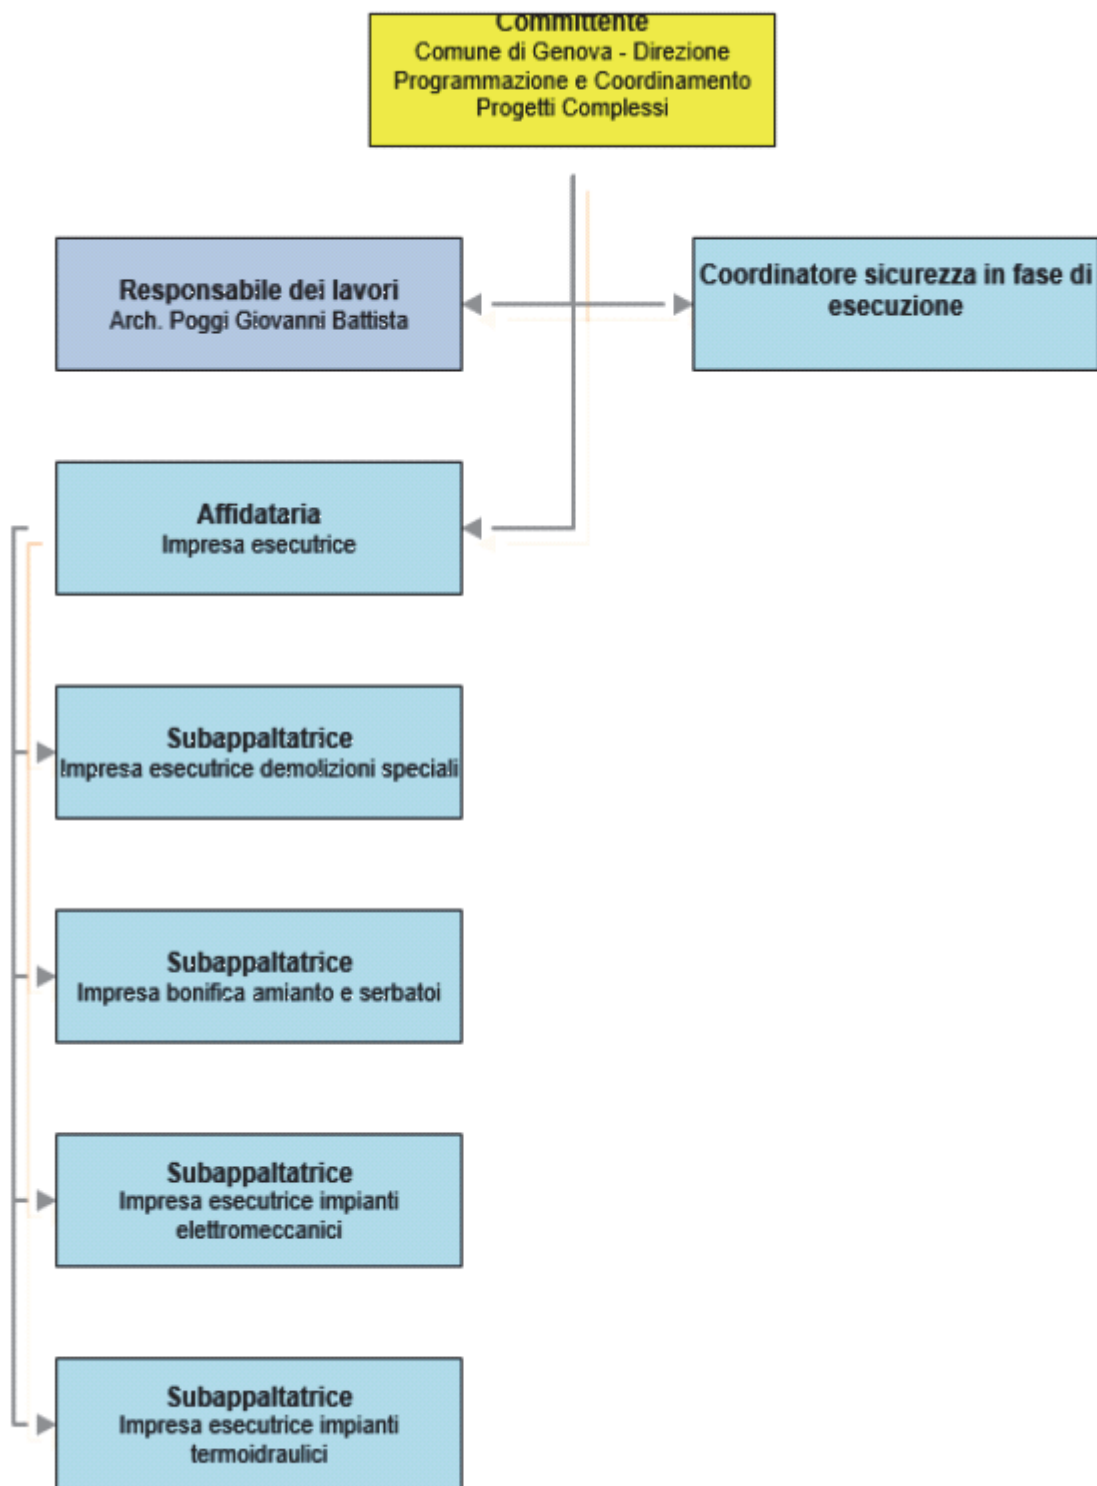 Committente
Comune di Genova - Direzione
Programmazione e Coordinamento
Progetti Complessi
Responsabile dei lavori
Arch. Poggi Giovanni Battista
Coordinatore sicurezza in fase di
esecuzione
Affidataria
Impresa esecutrice
Subappaltatrice
Impresa esecutrice demolizioni speciali
Subappaltatrice
Impresa bonifica amianto e serbatoi
Subappaltatrice
Impresa esecutrice impianti
elettromeccanici
Subappaltatrice
Impresa esecutrice impianti
termoidraulici